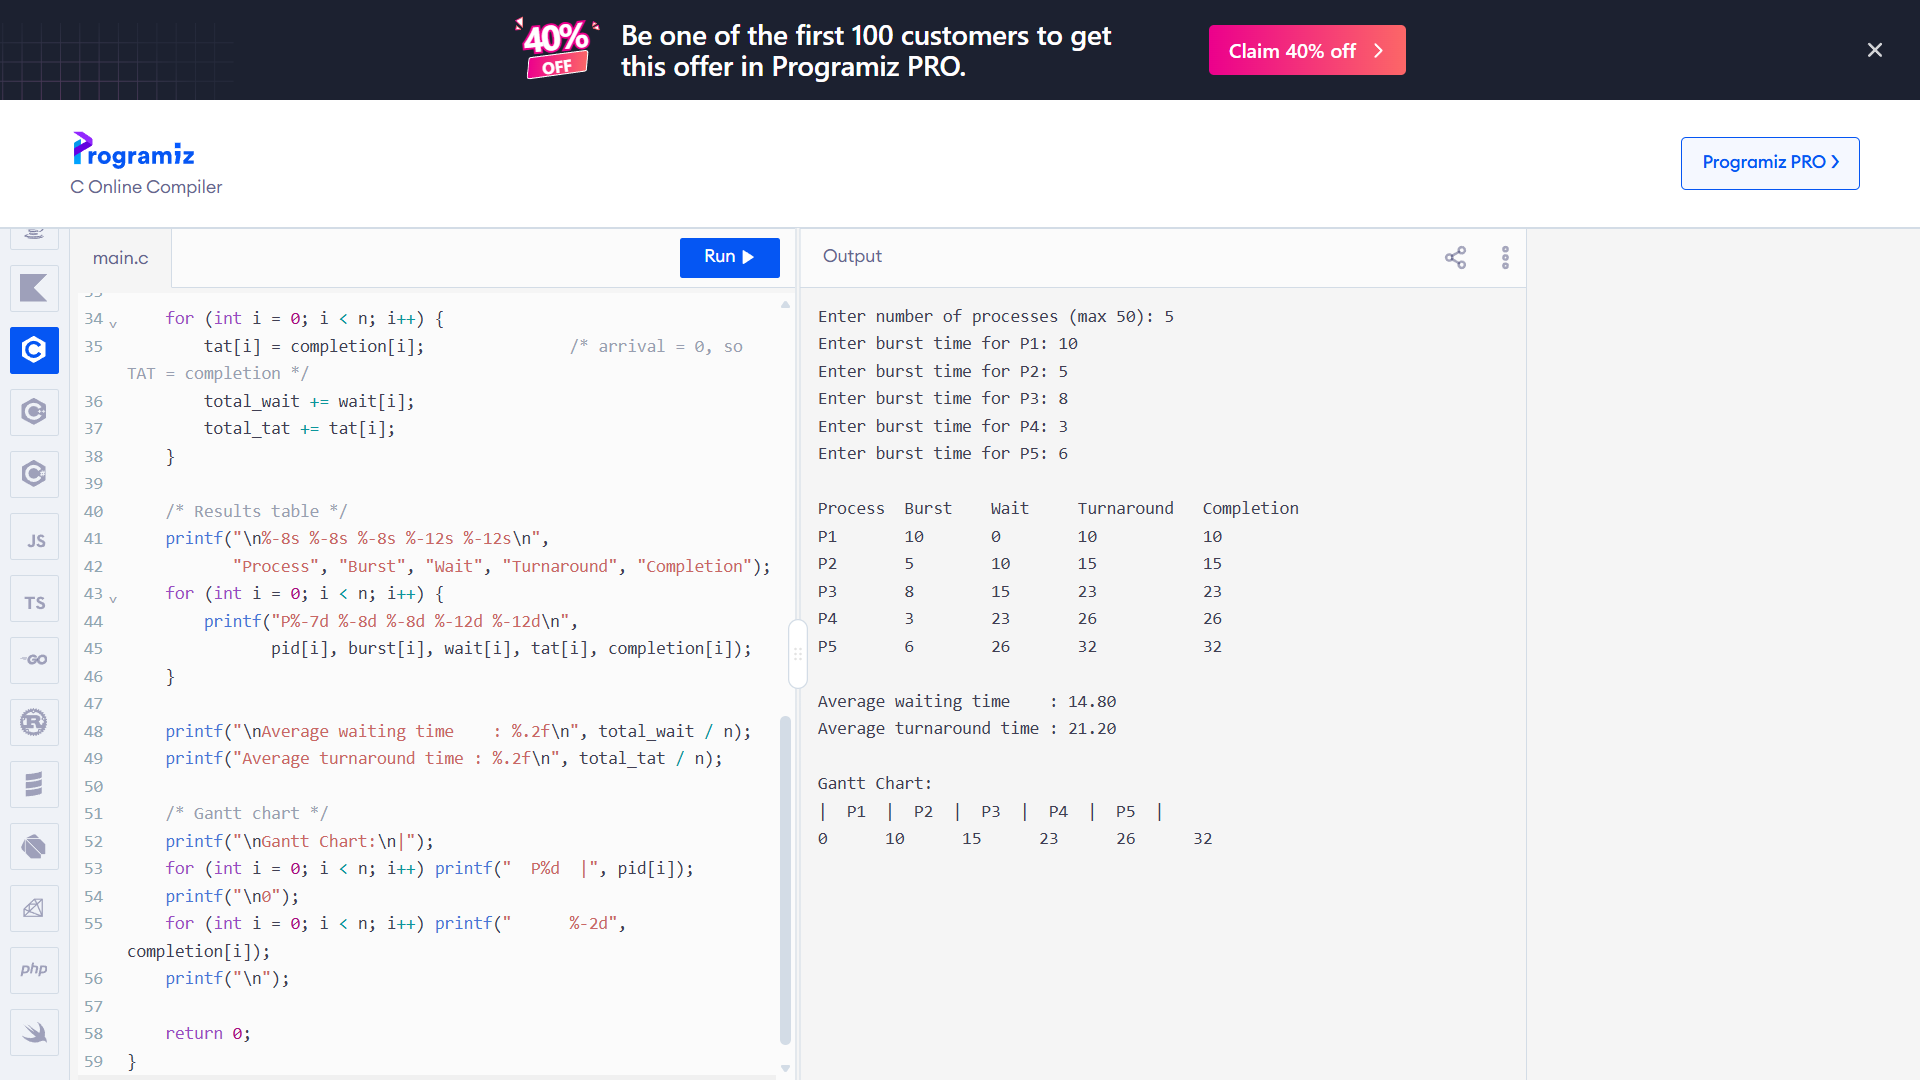 40%
OFF
Be one of the first 100 customers to get
this offer in Programiz PRO.
Claim 40% off
Programiz
C Online Compiler
Programiz PRO
main.c
Run
Output
JS
TS
GO
php
34 for (int i = 0; i < n; i++) {
35 tat[i] = completion[i]; /* arrival = 0, so
TAT = completion */
36 total_wait += wait[i];
37 total_tat += tat[i];
38 }
39
40 /* Results table */
41 printf("\n%-8s %-8s %-8s %-12s %-12s\n",
42 "Process", "Burst", "Wait", "Turnaround", "Completion");
43 for (int i = 0; i < n; i++) {
44 printf("P%-7d %-8d %-8d %-12d %-12d\n",
45 pid[i], burst[i], wait[i], tat[i], completion[i]);
46 }
47
48 printf("\nAverage waiting time    : %.2f\n", total_wait / n);
49 printf("Average turnaround time : %.2f\n", total_tat / n);
50
51 /* Gantt chart */
52 printf("\nGantt Chart:\n|");
53 for (int i = 0; i < n; i++) printf("  P%d  |", pid[i]);
54 printf("\n0");
55 for (int i = 0; i < n; i++) printf("      %-2d",
completion[i]);
56 printf("\n");
57
58 return 0;
59 }
Enter number of processes (max 50): 5
Enter burst time for P1: 10
Enter burst time for P2: 5
Enter burst time for P3: 8
Enter burst time for P4: 3
Enter burst time for P5: 6
Process  Burst    Wait     Turnaround   Completion
P1       10       0        10           10
P2       5        10       15           15
P3       8        15       23           23
P4       3        23       26           26
P5       6        26       32           32
Average waiting time    : 14.80
Average turnaround time : 21.20
Gantt Chart:
|  P1  |  P2  |  P3  |  P4  |  P5  |
0      10      15      23      26      32